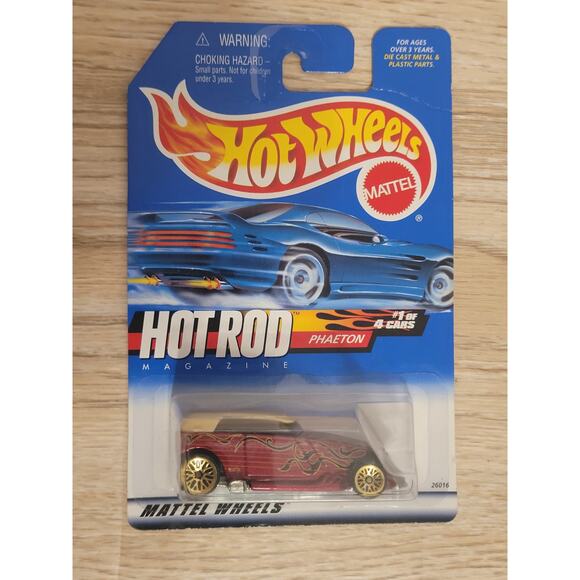 ⚠ WARNING:
CHOKING HAZARD –
Small parts. Not for children
under 3 years.
FOR AGES
OVER 3 YEARS.
DIE CAST METAL &
PLASTIC PARTS.
HOT WHEELS
MATTEL
®
HOT ROD™
MAGAZINE
PHAETON
#1 OF
4 CARS
26016
MATTEL WHEELS